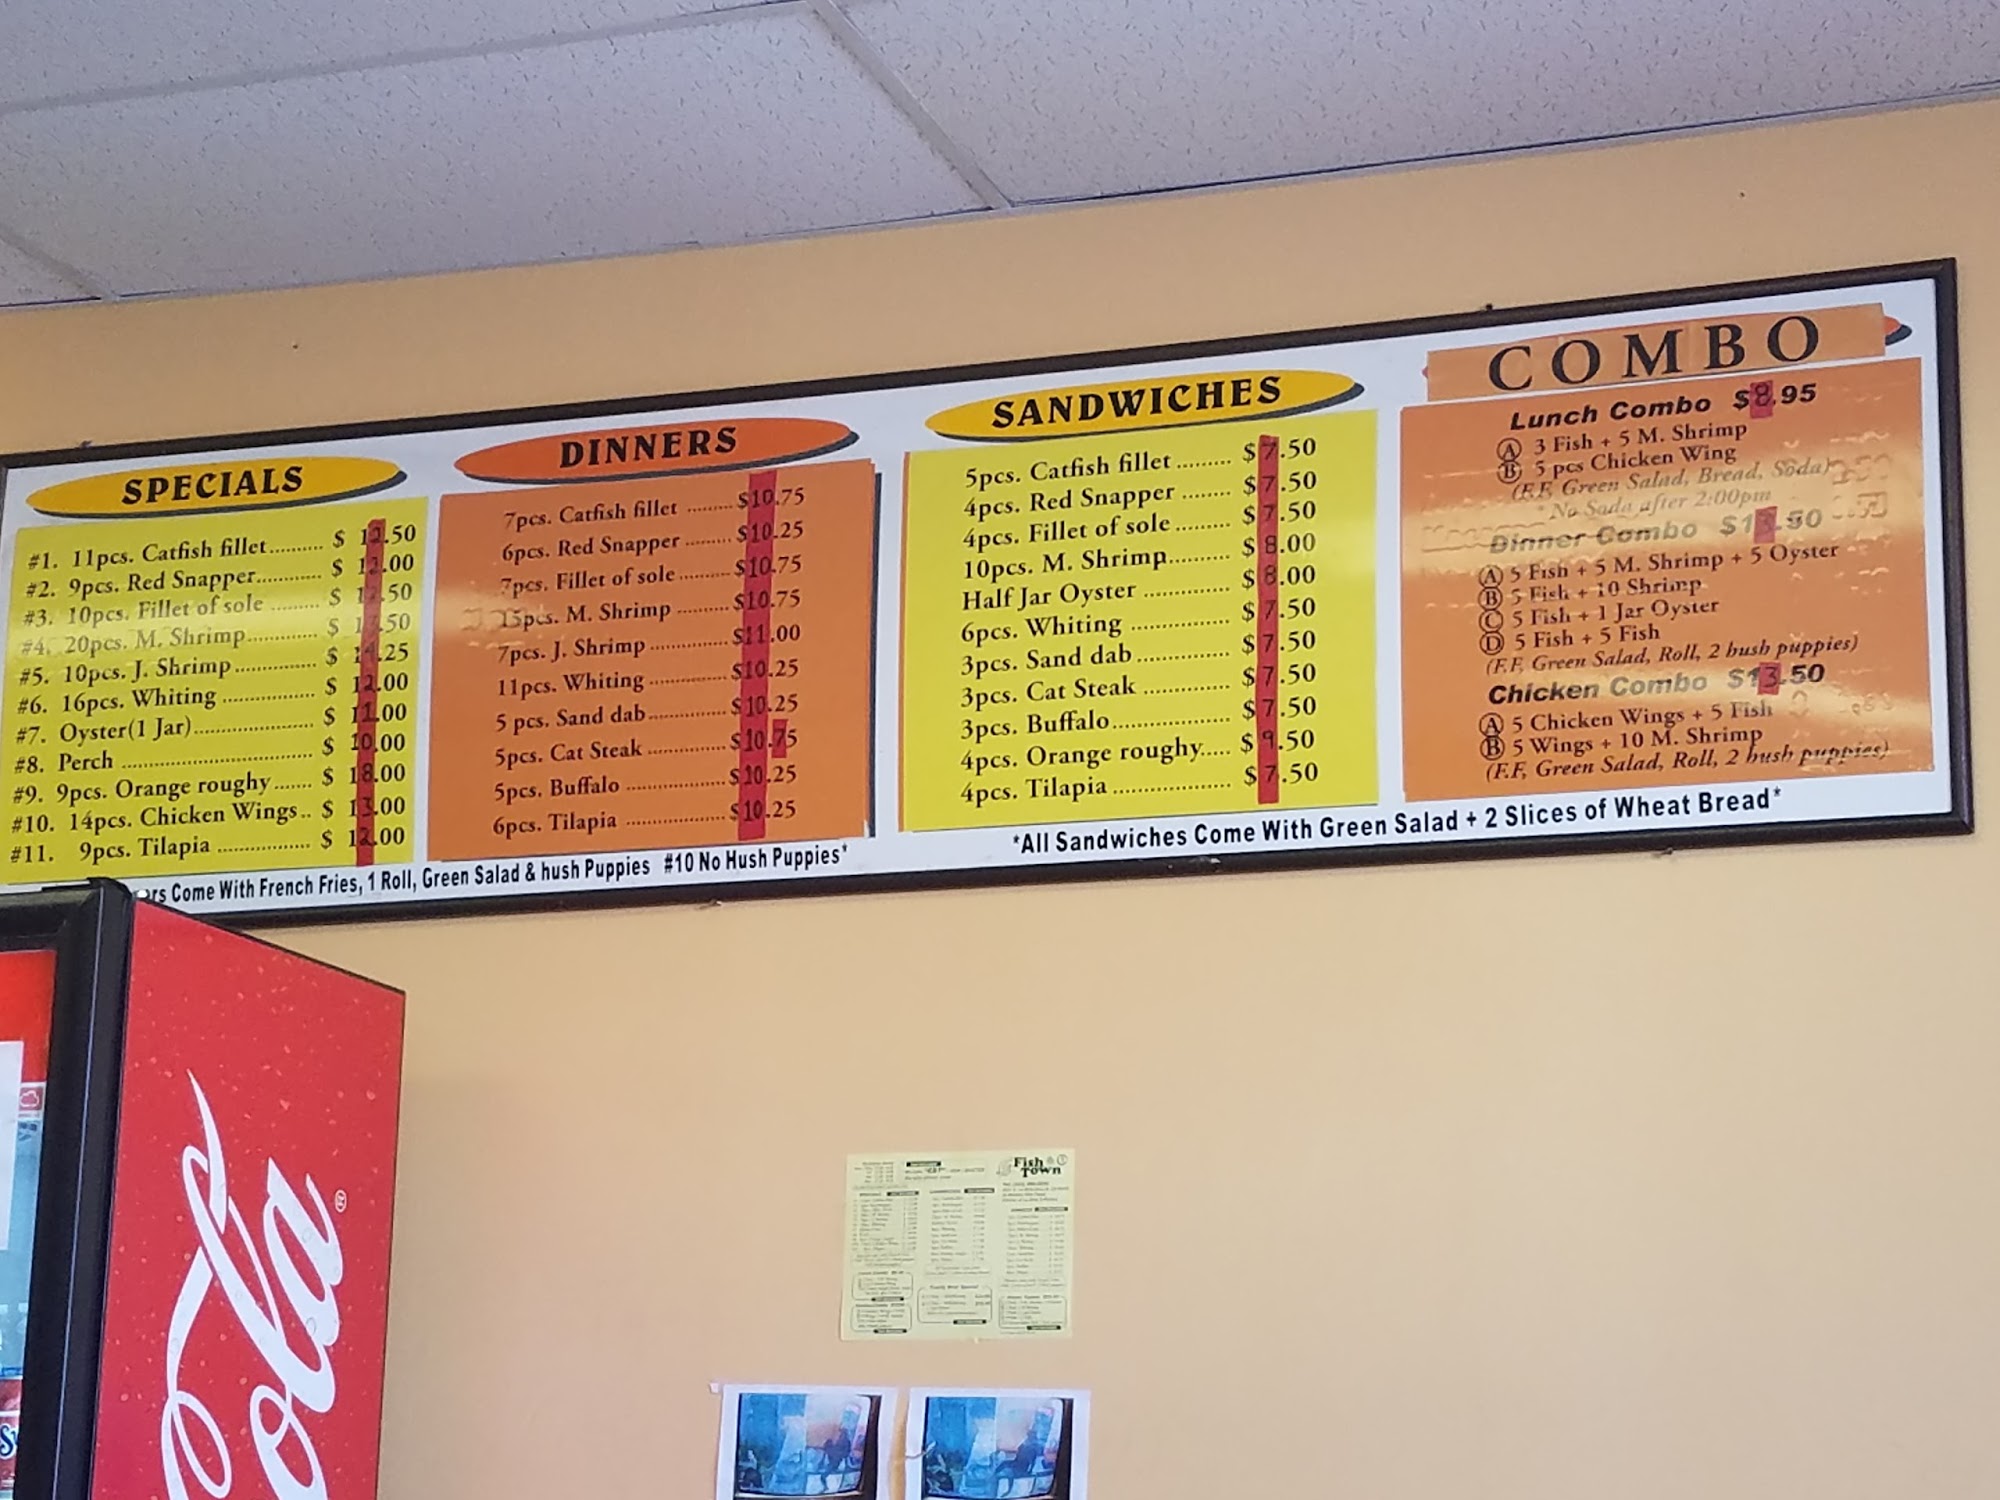 SPECIALS
#1. 11pcs. Catfish fillet.......... $ 12.50
#2. 9pcs. Red Snapper............ $ 12.00
#3. 10pcs. Fillet of sole ......... $ .50
#4. 20pcs. M. Shrimp.............. $ .50
#5. 10pcs. J. Shrimp................ $ 14.25
#6. 16pcs. Whiting .................. $ 12.00
#7. Oyster(1 Jar)....................... $ 11.00
#8. Perch ..................................... $ 10.00
#9. 9pcs. Orange roughy....... $ 18.00
#10. 14pcs. Chicken Wings.. $ 13.00
#11. 9pcs. Tilapia .................. $ 12.00
DINNERS
7pcs. Catfish fillet ......... $10.75
6pcs. Red Snapper ......... $10.25
7pcs. Fillet of sole .......... $10.75
15pcs. M. Shrimp .......... $10.75
7pcs. J. Shrimp ............... $11.00
11pcs. Whiting ............... $10.25
5 pcs. Sand dab............... $10.25
5pcs. Cat Steak ............... $10.75
5pcs. Buffalo ................... $10.25
6pcs. Tilapia ................... $10.25
rs Come With French Fries, 1 Roll, Green Salad & hush Puppies #10 No Hush Puppies*
SANDWICHES
5pcs. Catfish fillet ......... $7.50
4pcs. Red Snapper ........ $7.50
4pcs. Fillet of sole ......... $7.50
10pcs. M. Shrimp........... $8.00
Half Jar Oyster .............. $8.00
6pcs. Whiting ................ $7.50
3pcs. Sand dab............... $7.50
3pcs. Cat Steak .............. $7.50
3pcs. Buffalo................... $7.50
4pcs. Orange roughy..... $9.50
4pcs. Tilapia ................... $7.50
*All Sandwiches Come With Green Salad + 2 Slices of Wheat Bread*
COMBO
Lunch Combo $8.95
Ⓐ 3 Fish + 5 M. Shrimp
Ⓑ 5 pcs Chicken Wing
(F.F, Green Salad, Bread, Soda)
* No Soda after 2:00pm
Dinner Combo $13.50
Ⓐ 5 Fish + 5 M. Shrimp + 5 Oyster
Ⓑ 5 Fish + 10 Shrimp
Ⓒ 5 Fish + 1 Jar Oyster
Ⓓ 5 Fish + 5 Fish
(F.F, Green Salad, Roll, 2 hush puppies)
Chicken Combo $13.50
Ⓐ 5 Chicken Wings + 5 Fish
Ⓑ 5 Wings + 10 M. Shrimp
(F.F, Green Salad, Roll, 2 hush puppies)
Fish Town
ola®